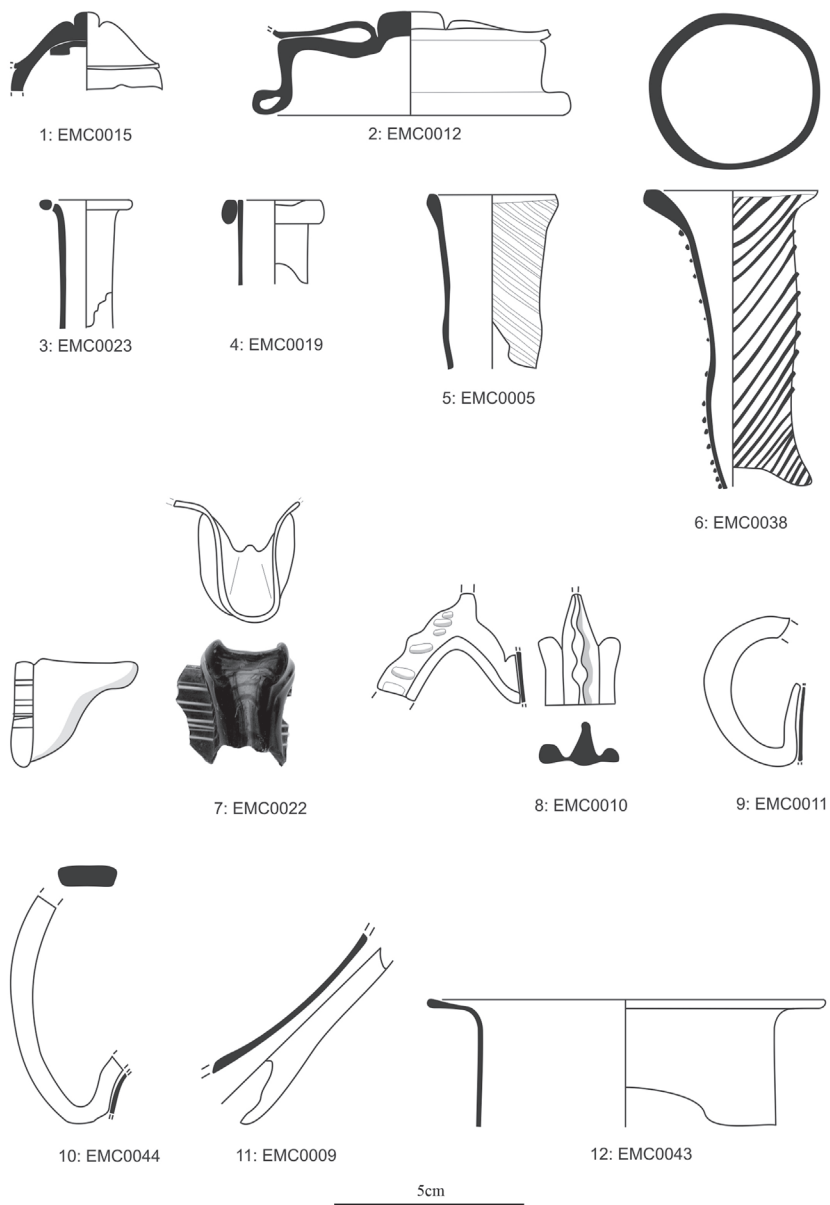 1: EMC0015
2: EMC0012
3: EMC0023
4: EMC0019
5: EMC0005
6: EMC0038
7: EMC0022
8: EMC0010
9: EMC0011
10: EMC0044
11: EMC0009
12: EMC0043
5cm